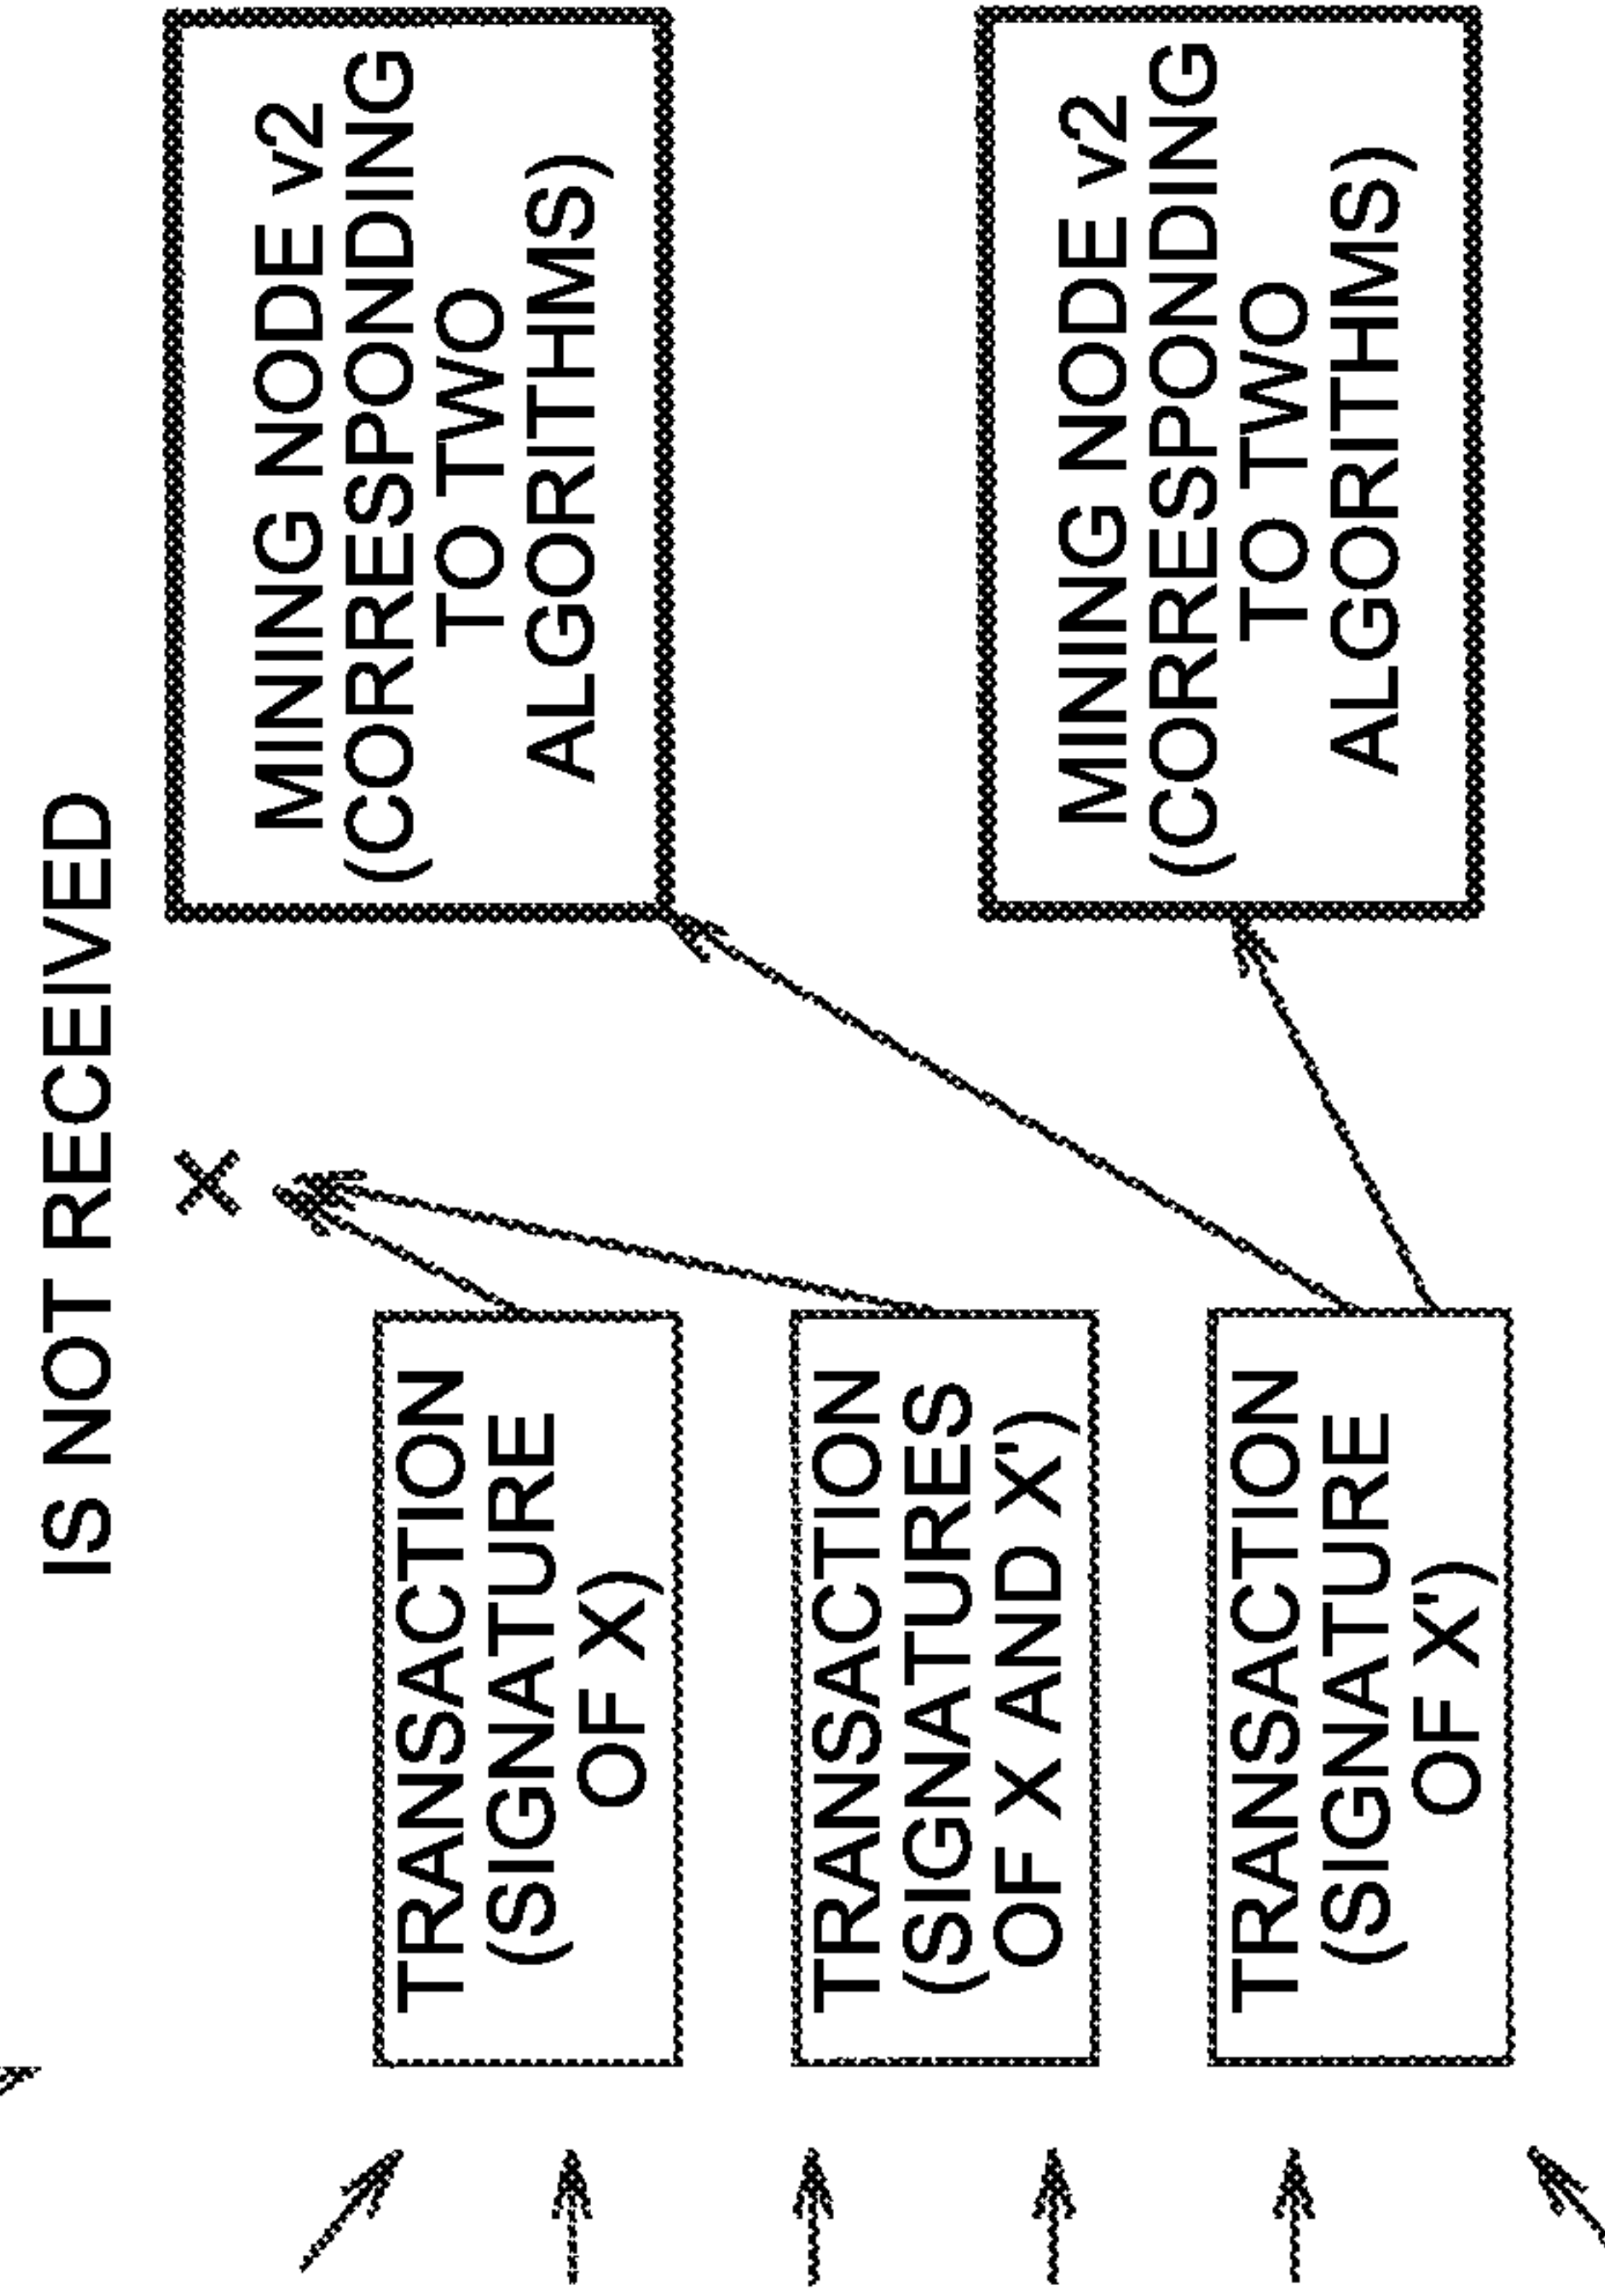 IS NOT RECEIVED
MINING NODE v2
(CORRESPONDING
TO TWO
ALGORITHMS)
MINING NODE v2
(CORRESPONDING
TO TWO
ALGORITHMS)
TRANSACTION
(SIGNATURE
OF X)
TRANSACTION
(SIGNATURES
OF X AND X')
TRANSACTION
(SIGNATURE
OF X')